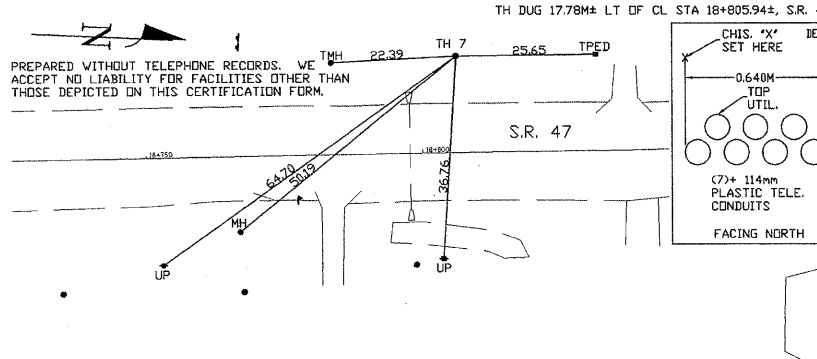 TH DUG 17.78M± LT OF CL STA 18+805.94±, S.R.
N
TMH
22.39
TH 7
25.65
TPED
PREPARED WITHOUT TELEPHONE RECORDS. WE
ACCEPT NO LIABILITY FOR FACILITIES OTHER THAN
THOSE DEPICTED ON THIS CERTIFICATION FORM.
CHIS. "X"
SET HERE
0.640M
TOP
UTIL.
S.R. 47
18+750
18+800
64.70
50.19
36.76
(7)+ 114mm
PLASTIC TELE.
CONDUITS
FACING NORTH
MH
UP
UP